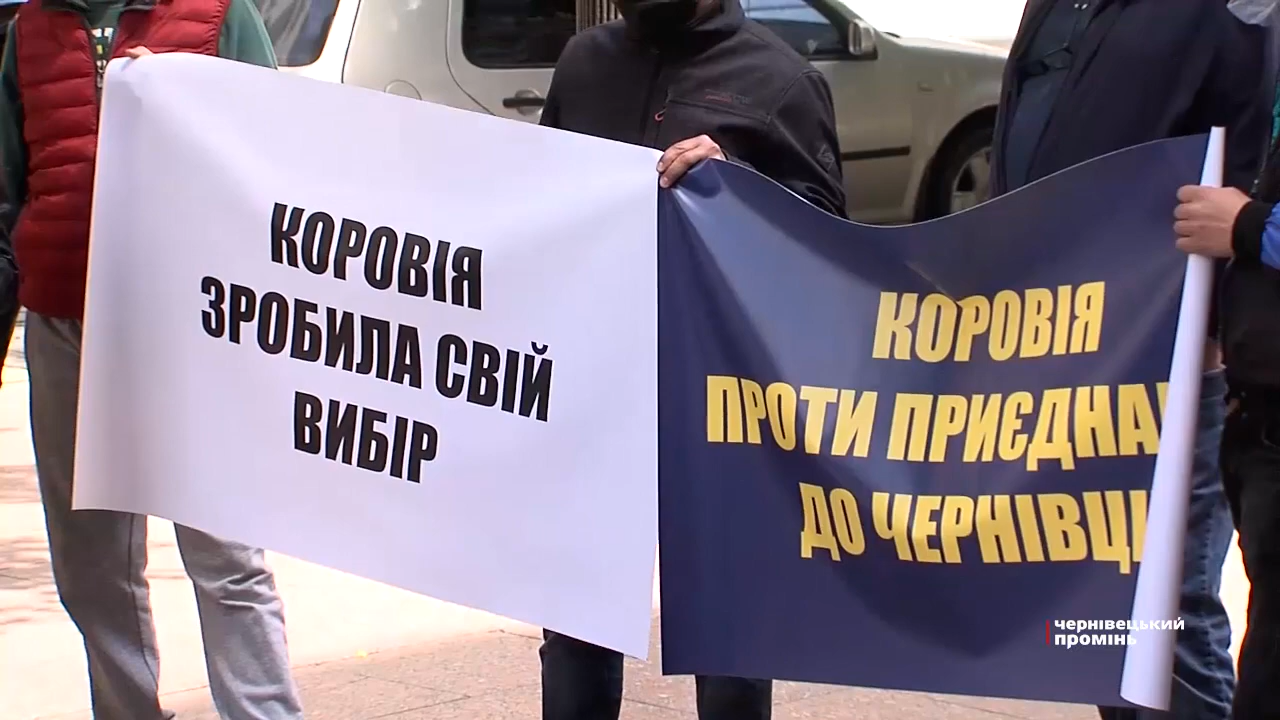 КОРОВІЯ
ЗРОБИЛА СВІЙ
ВИБІР
КОРОВІЯ
ПРОТИ
ДО
чернівецький
промінь